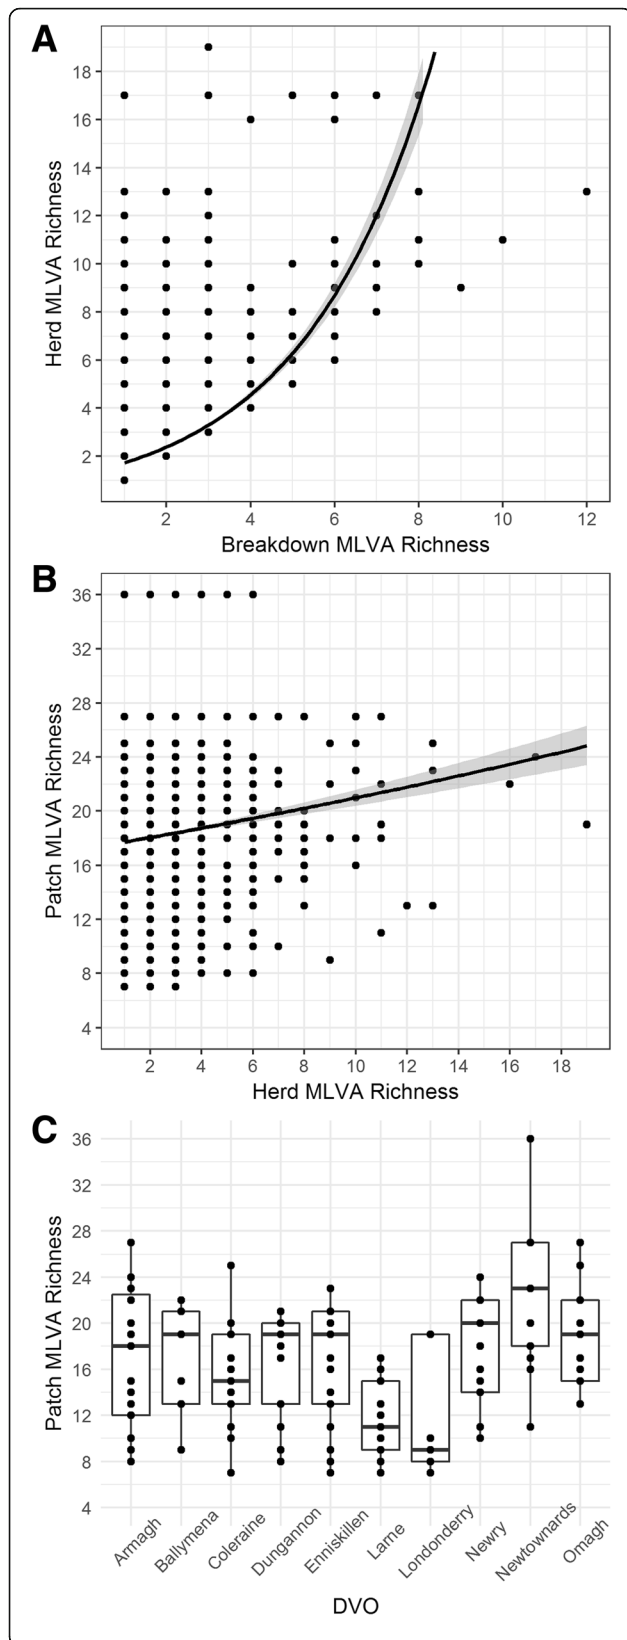 A
18
16
14
12
10
8
6
4
2
Herd MLVA Richness
2 4 6 8 10 12
Breakdown MLVA Richness
B
36
32
28
24
20
16
12
8
4
Patch MLVA Richness
2 4 6 8 10 12 14 16 18
Herd MLVA Richness
C
36
32
28
24
20
16
12
8
4
Patch MLVA Richness
Armagh Ballymena Coleraine Dungannon Enniskillen Larne Londonderry Newry Newtownards Omagh
DVO